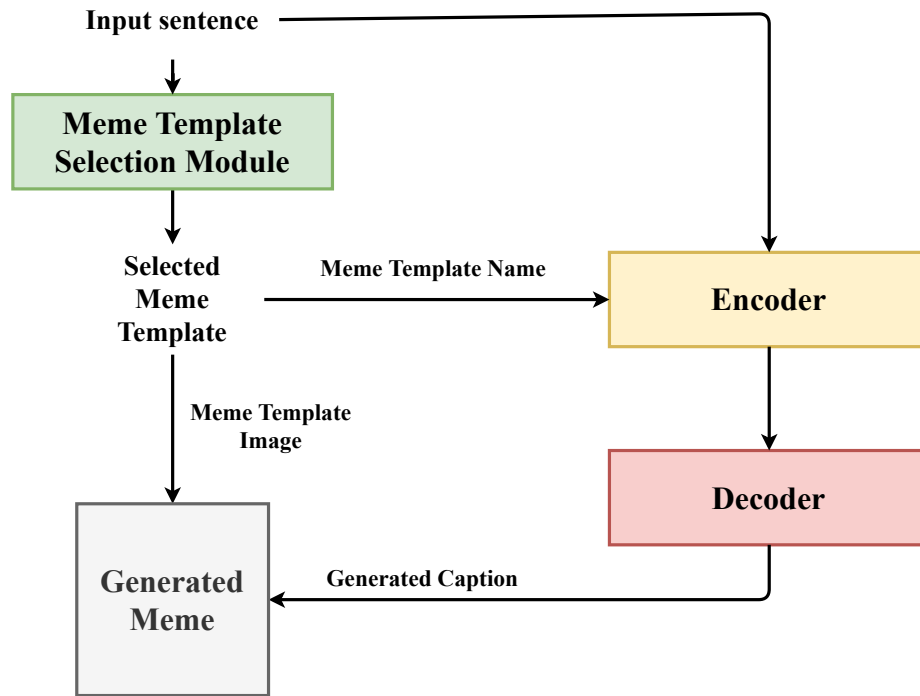 Input sentence
Meme Template
Selection Module
Selected
Meme
Template
Meme Template Name
Encoder
Meme Template
Image
Decoder
Generated Caption
Generated
Meme